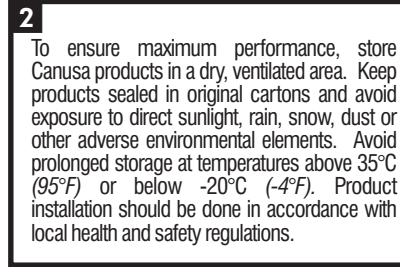 2
To ensure maximum performance, store
Canusa products in a dry, ventilated area. Keep
products sealed in original cartons and avoid
exposure to direct sunlight, rain, snow, dust or
other adverse environmental elements. Avoid
prolonged storage at temperatures above 35°C
(95°F) or below -20°C (-4°F). Product
installation should be done in accordance with
local health and safety regulations.